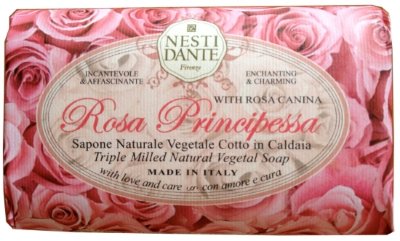 NESTI
DANTE
Firenze
INCANTEVOLE
& AFFASCINANTE
ENCHANTING
& CHARMING
WITH ROSA CANINA
Rosa Principessa
Sapone Naturale Vegetale Cotto in Caldaia
Triple Milled Natural Vegetal Soap
MADE IN ITALY
with love and care con amore e cura